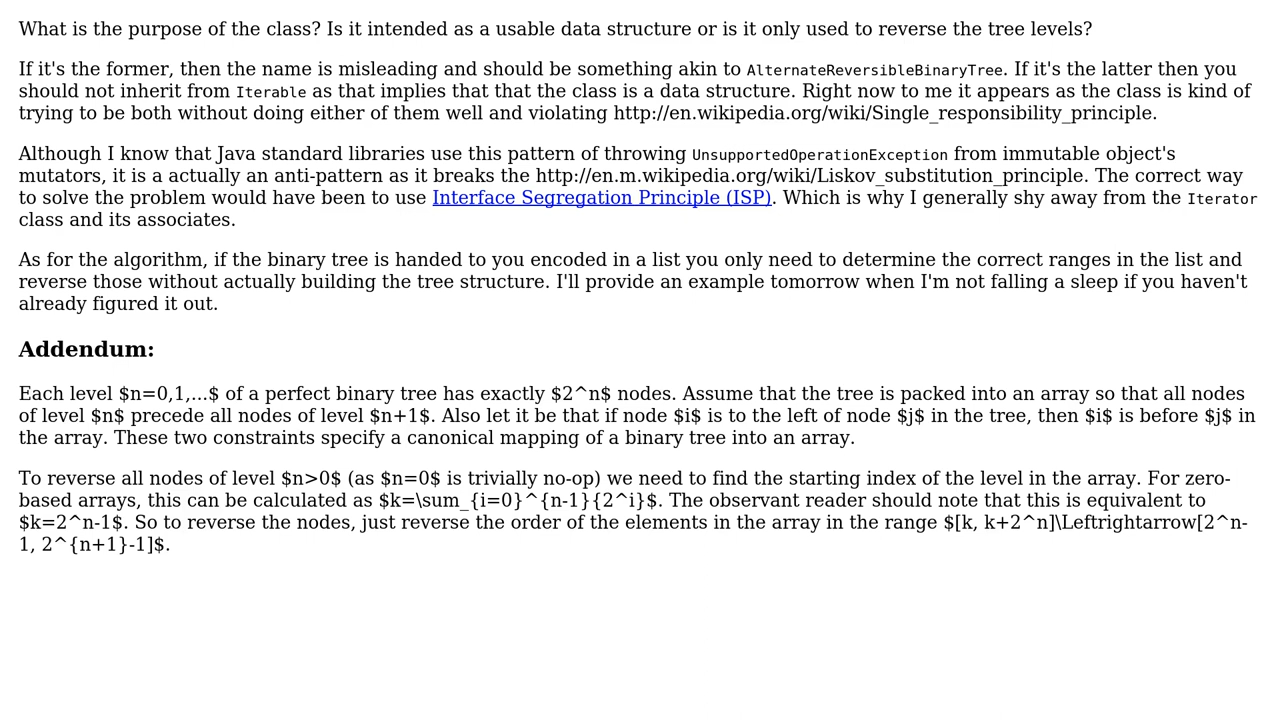 What is the purpose of the class? Is it intended as a usable data structure or is it only used to reverse the tree levels?
If it's the former, then the name is misleading and should be something akin to AlternateReversibleBinaryTree. If it's the latter then you
should not inherit from Iterable as that implies that that the class is a data structure. Right now to me it appears as the class is kind of
trying to be both without doing either of them well and violating http://en.wikipedia.org/wiki/Single_responsibility_principle.
Although I know that Java standard libraries use this pattern of throwing UnsupportedOperationException from immutable object's
mutators, it is a actually an anti-pattern as it breaks the http://en.m.wikipedia.org/wiki/Liskov_substitution_principle. The correct way
to solve the problem would have been to use Interface Segregation Principle (ISP). Which is why I generally shy away from the Iterator
class and its associates.
As for the algorithm, if the binary tree is handed to you encoded in a list you only need to determine the correct ranges in the list and
reverse those without actually building the tree structure. I'll provide an example tomorrow when I'm not falling a sleep if you haven't
already figured it out.
Addendum:
Each level $n=0,1,...$ of a perfect binary tree has exactly $2^n$ nodes. Assume that the tree is packed into an array so that all nodes
of level $n$ precede all nodes of level $n+1$. Also let it be that if node $i$ is to the left of node $j$ in the tree, then $i$ is before $j$ in
the array. These two constraints specify a canonical mapping of a binary tree into an array.
To reverse all nodes of level $n>0$ (as $n=0$ is trivially no-op) we need to find the starting index of the level in the array. For zero-
based arrays, this can be calculated as $k=\sum_{i=0}^{n-1}{2^i}$. The observant reader should note that this is equivalent to
$k=2^n-1$. So to reverse the nodes, just reverse the order of the elements in the array in the range $[k, k+2^n]\Leftrightarrow[2^n-
1, 2^{n+1}-1]$.